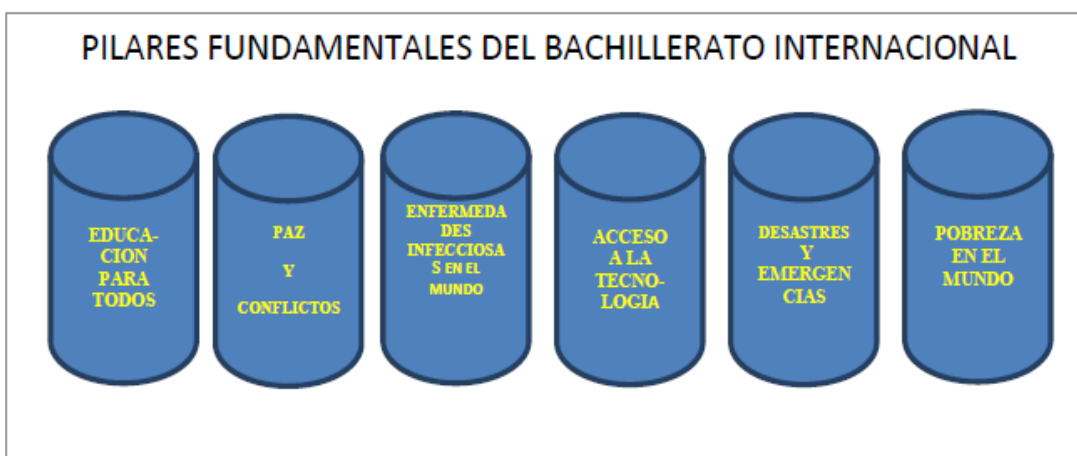 PILARES FUNDAMENTALES DEL BACHILLERATO INTERNACIONAL
EDUCA-
CION
PARA
TODOS
PAZ
Y
CONFLICTOS
ENFERMEDA
DES
INFECCIOSA
S EN EL
MUNDO
ACCESO
A LA
TECNO-
LOGIA
DESASTRES
Y
EMERGEN
CIAS
POBREZA
EN EL
MUNDO